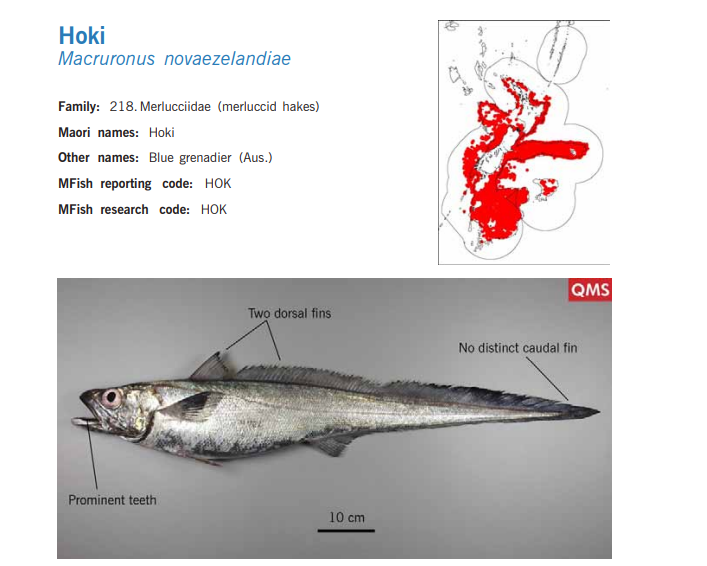 Hoki
Macruronus novaezelandiae
Family: 218. Merlucciidae (merluccid hakes)
Maori names: Hoki
Other names: Blue grenadier (Aus.)
MFish reporting code: HOK
MFish research code: HOK
QMS
Two dorsal fins
No distinct caudal fin
Prominent teeth
10 cm